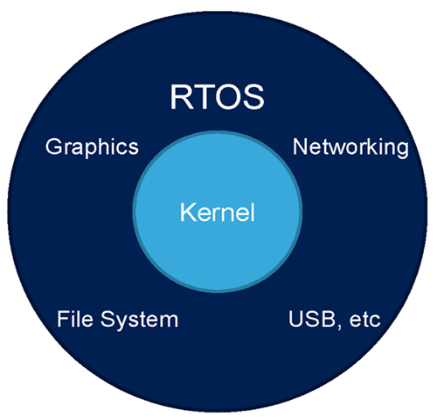 RTOS
Graphics
Networking
Kernel
File System
USB, etc